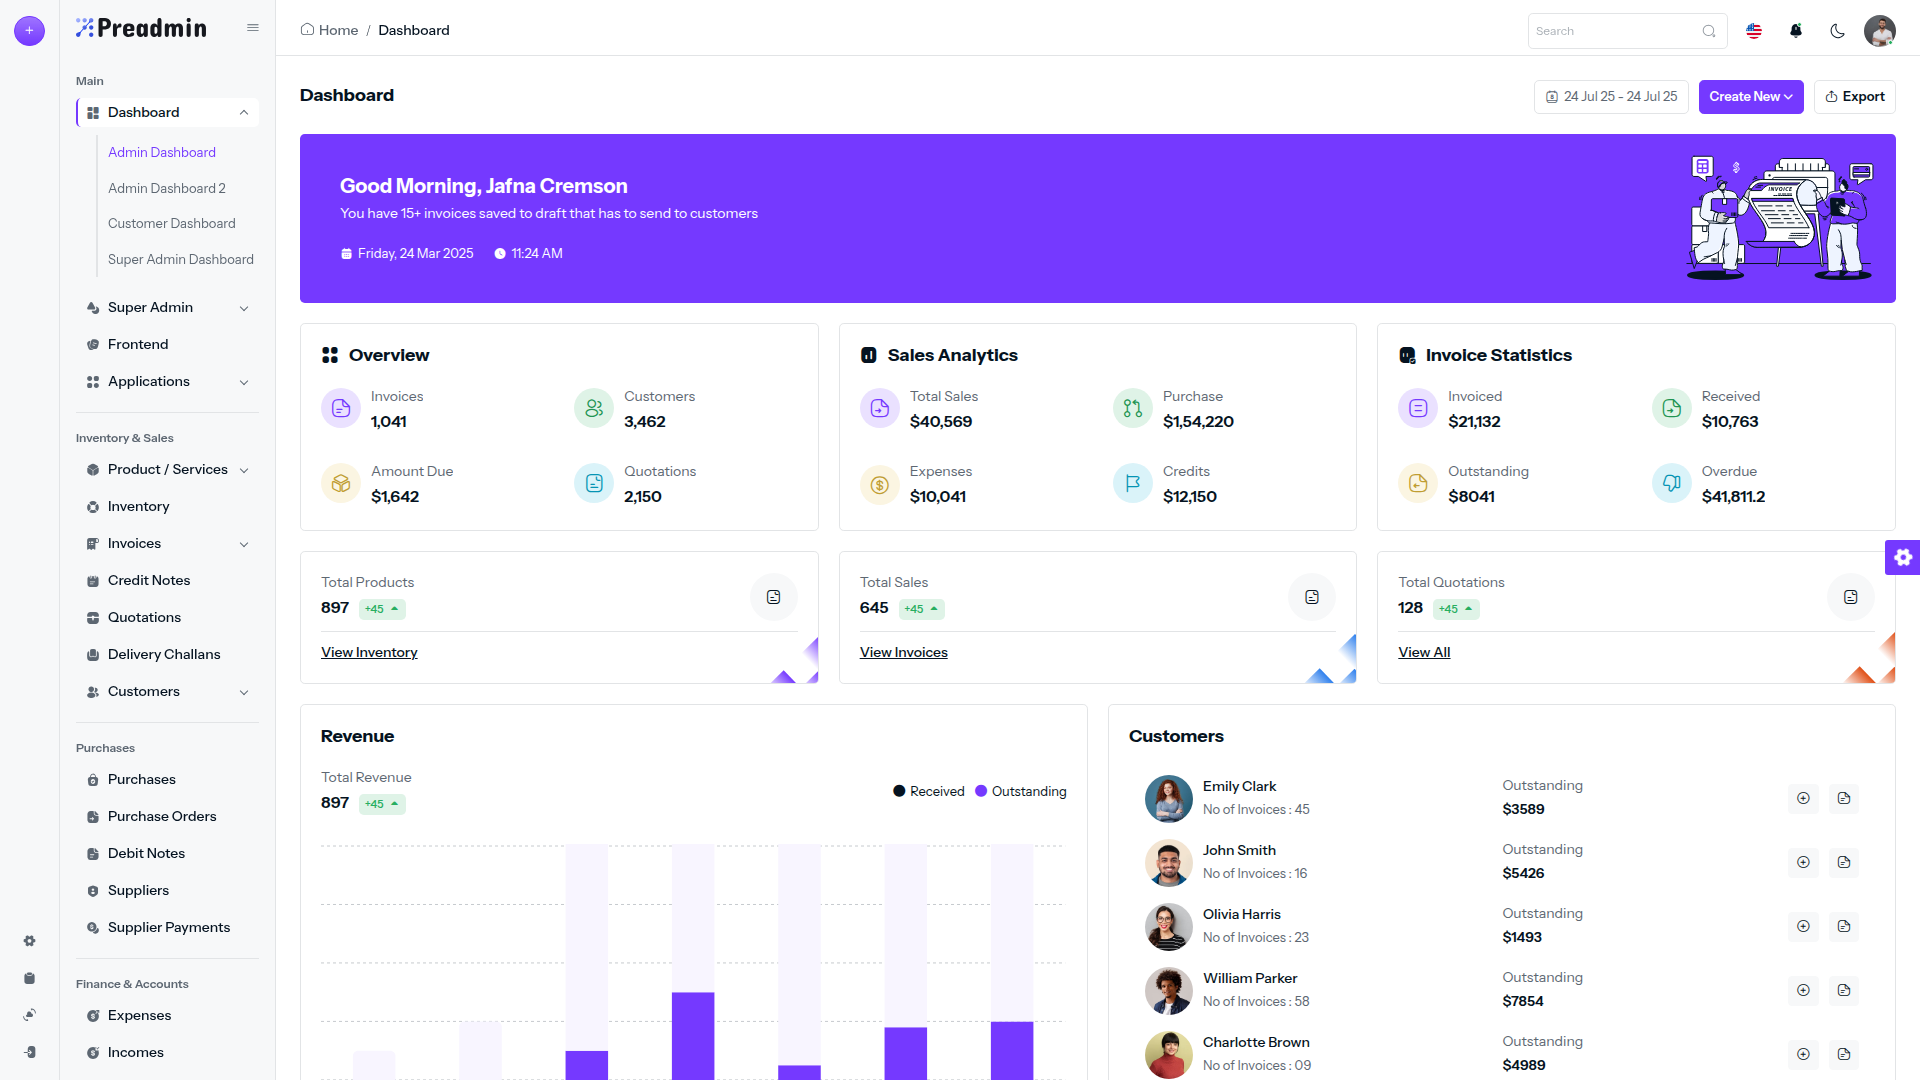 Preadmin
Home / Dashboard
Search
Main
Dashboard
Admin Dashboard
Admin Dashboard 2
Customer Dashboard
Super Admin Dashboard
Super Admin
Frontend
Applications
Inventory & Sales
Product / Services
Inventory
Invoices
Credit Notes
Quotations
Delivery Challans
Customers
Purchases
Purchases
Purchase Orders
Debit Notes
Suppliers
Supplier Payments
Finance & Accounts
Expenses
Incomes
Dashboard
24 Jul 25 - 24 Jul 25
Create New
Export
Good Morning, Jafna Cremson
You have 15+ invoices saved to draft that has to send to customers
Friday, 24 Mar 2025 11:24 AM
INVOICE
Overview
Invoices
1,041
Customers
3,462
Amount Due
$1,642
Quotations
2,150
Sales Analytics
Total Sales
$40,569
Purchase
$1,54,220
Expenses
$10,041
Credits
$12,150
Invoice Statistics
Invoiced
$21,132
Received
$10,763
Outstanding
$8041
Overdue
$41,811.2
Total Products
897 +45
View Inventory
Total Sales
645 +45
View Invoices
Total Quotations
128 +45
View All
Revenue
Total Revenue
897 +45
Received Outstanding
Customers
Emily Clark
No of Invoices : 45
Outstanding
$3589
John Smith
No of Invoices : 16
Outstanding
$5426
Olivia Harris
No of Invoices : 23
Outstanding
$1493
William Parker
No of Invoices : 58
Outstanding
$7854
Charlotte Brown
No of Invoices : 09
Outstanding
$4989